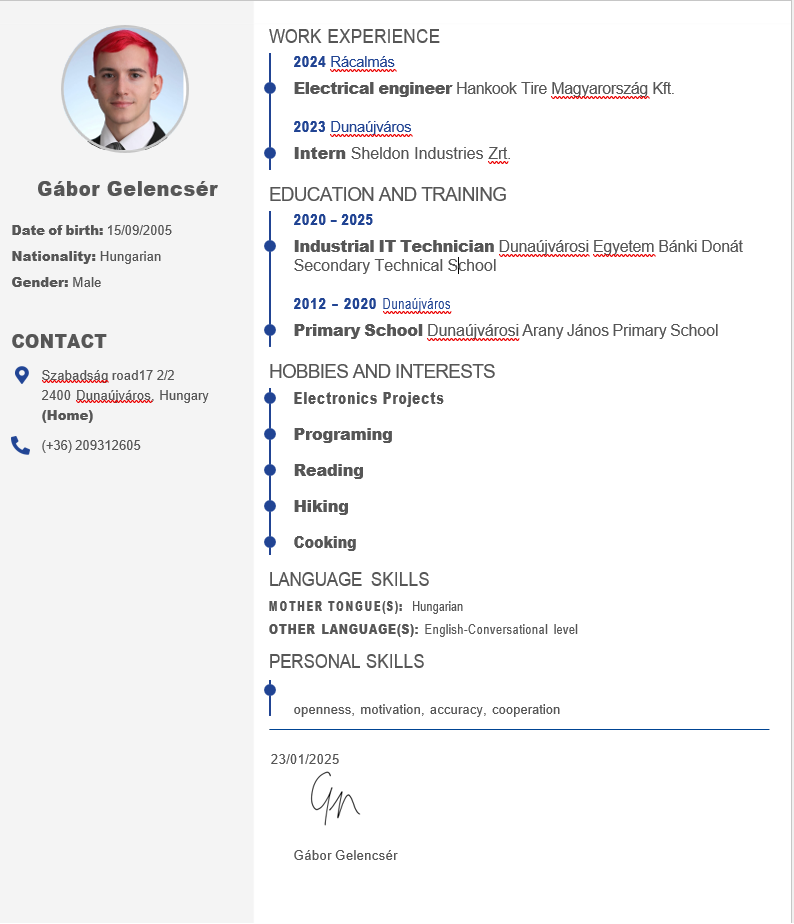 Gábor Gelencsér
Date of birth: 15/09/2005
Nationality: Hungarian
Gender: Male
CONTACT
Szabadság road17 2/2
2400 Dunaújváros, Hungary
(Home)
(+36) 209312605
WORK EXPERIENCE
2024 Rácalmás
Electrical engineer Hankook Tire Magyarország Kft.
2023 Dunaújváros
Intern Sheldon Industries Zrt.
EDUCATION AND TRAINING
2020 – 2025
Industrial IT Technician Dunaújvárosi Egyetem Bánki Donát
Secondary Technical School
2012 – 2020 Dunaújváros
Primary School Dunaújvárosi Arany János Primary School
HOBBIES AND INTERESTS
Electronics Projects
Programing
Reading
Hiking
Cooking
LANGUAGE SKILLS
MOTHER TONGUE(S): Hungarian
OTHER LANGUAGE(S): English-Conversational level
PERSONAL SKILLS
openness, motivation, accuracy, cooperation
23/01/2025
Gábor Gelencsér